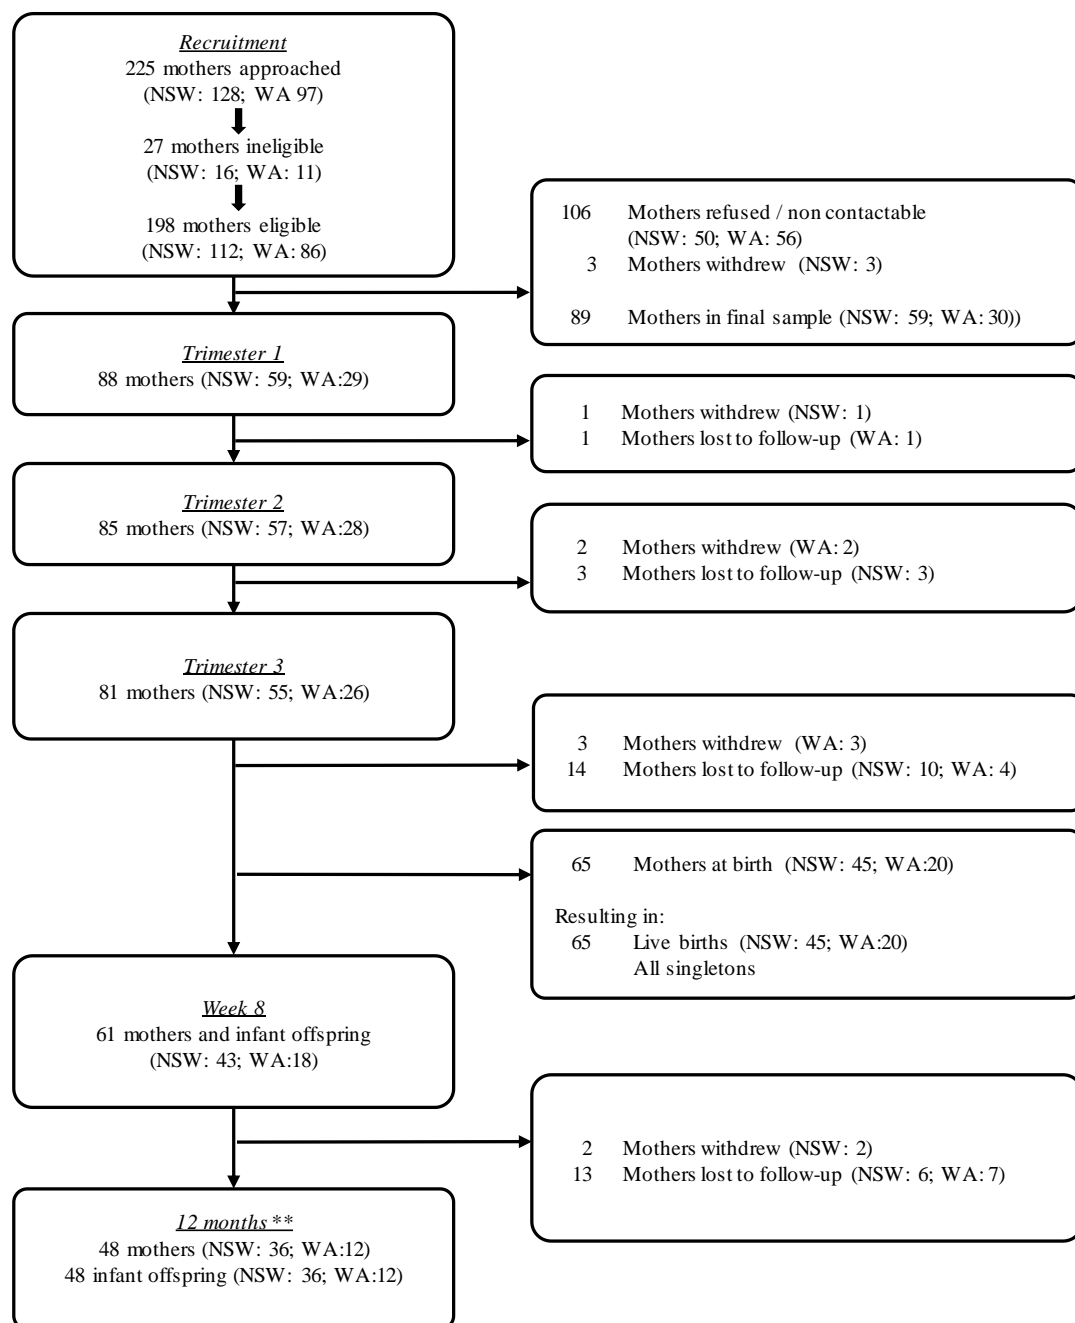 Recruitment
225 mothers approached
(NSW: 128; WA 97)
27 mothers ineligible
(NSW: 16; WA: 11)
198 mothers eligible
(NSW: 112; WA: 86)
106 Mothers refused / non contactable
(NSW: 50; WA: 56)
3 Mothers withdrew (NSW: 3)
89 Mothers in final sample (NSW: 59; WA: 30))
Trimester 1
88 mothers (NSW: 59; WA:29)
1 Mothers withdrew (NSW: 1)
1 Mothers lost to follow-up (WA: 1)
Trimester 2
85 mothers (NSW: 57; WA:28)
2 Mothers withdrew (WA: 2)
3 Mothers lost to follow-up (NSW: 3)
Trimester 3
81 mothers (NSW: 55; WA:26)
3 Mothers withdrew (WA: 3)
14 Mothers lost to follow-up (NSW: 10; WA: 4)
65 Mothers at birth (NSW: 45; WA:20)
Resulting in:
65 Live births (NSW: 45; WA:20)
All singletons
Week 8
61 mothers and infant offspring
(NSW: 43; WA:18)
2 Mothers withdrew (NSW: 2)
13 Mothers lost to follow-up (NSW: 6; WA: 7)
12 months **
48 mothers (NSW: 36; WA:12)
48 infant offspring (NSW: 36; WA:12)